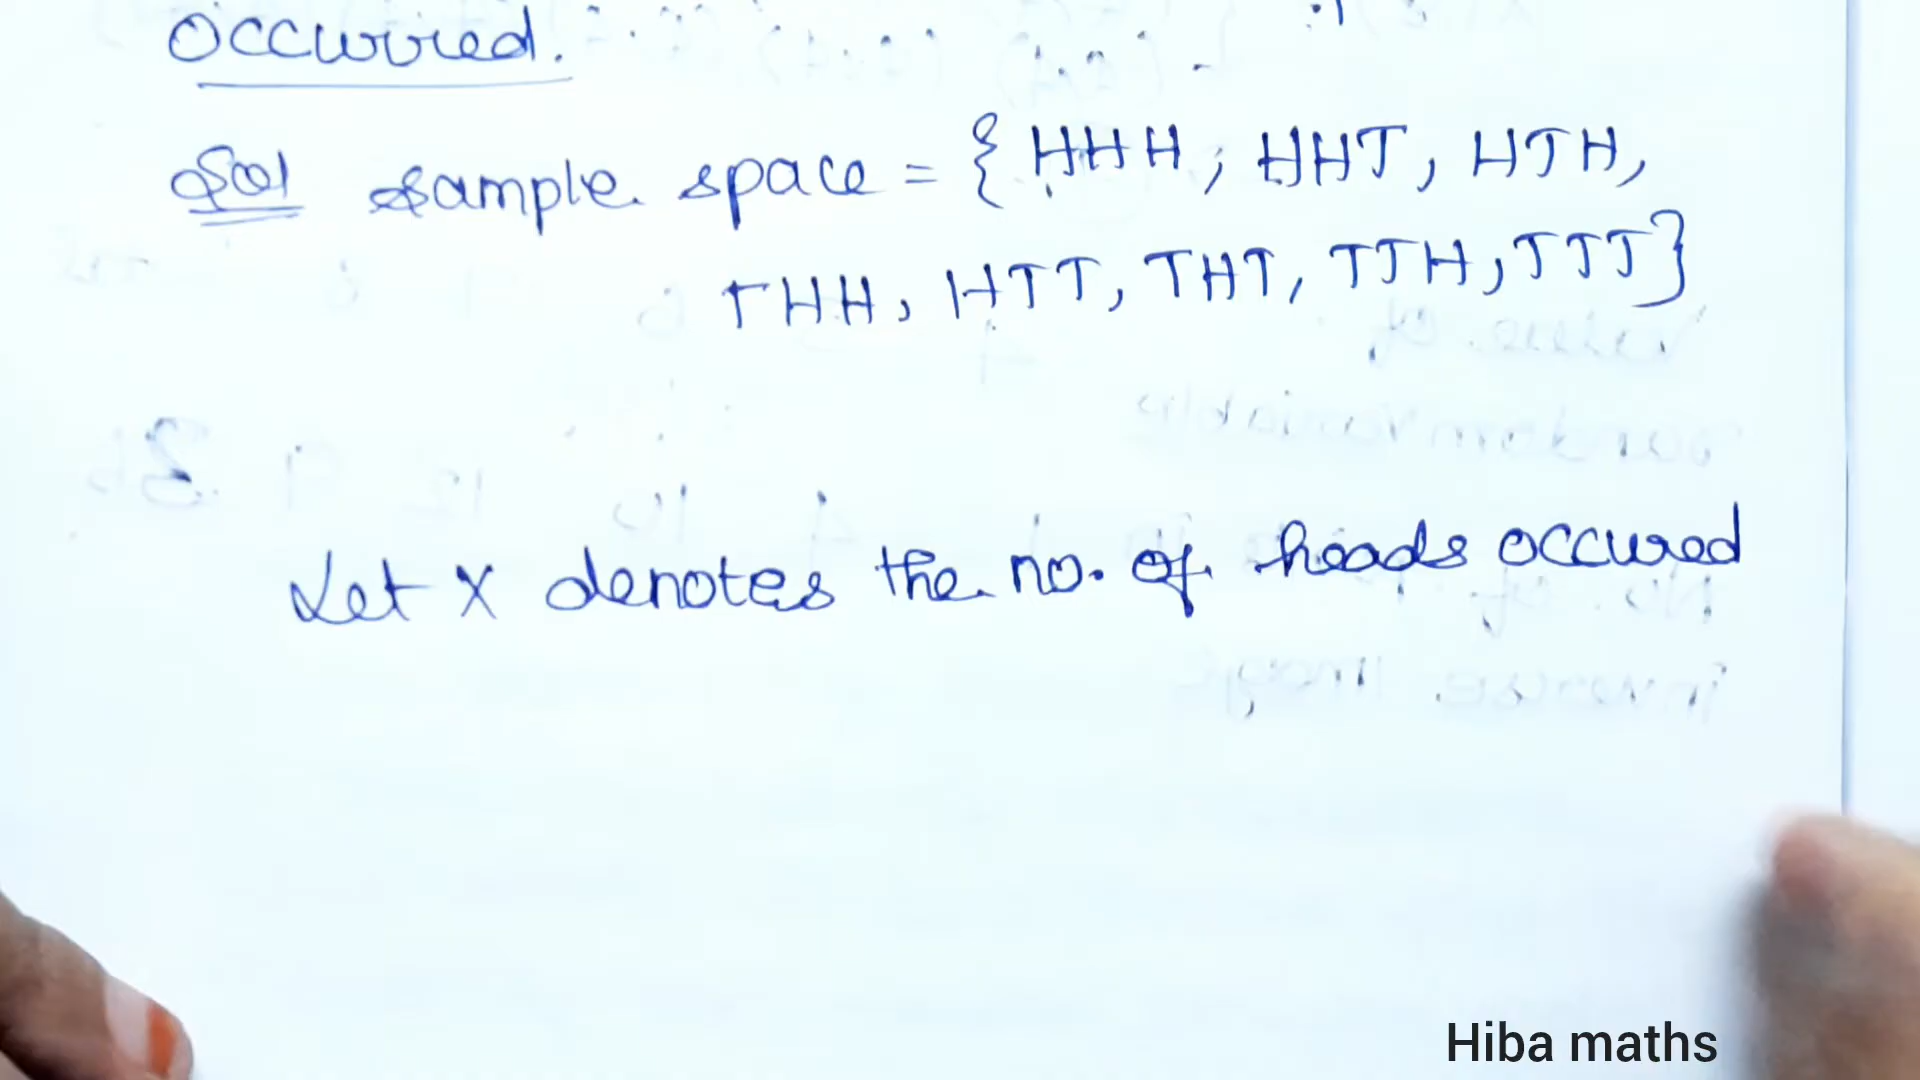 occurred.
Sol sample space = { HHH, HHT, HTH,
THH, HTT, THT, TTH, TTT}
Let X denotes the no. of heads occured
Hiba maths